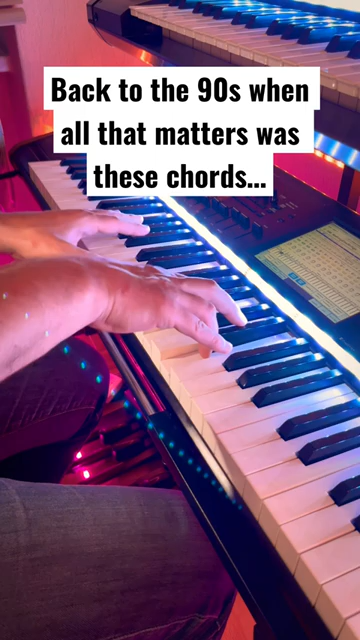 Back to the 90s when
all that matters was
these chords...